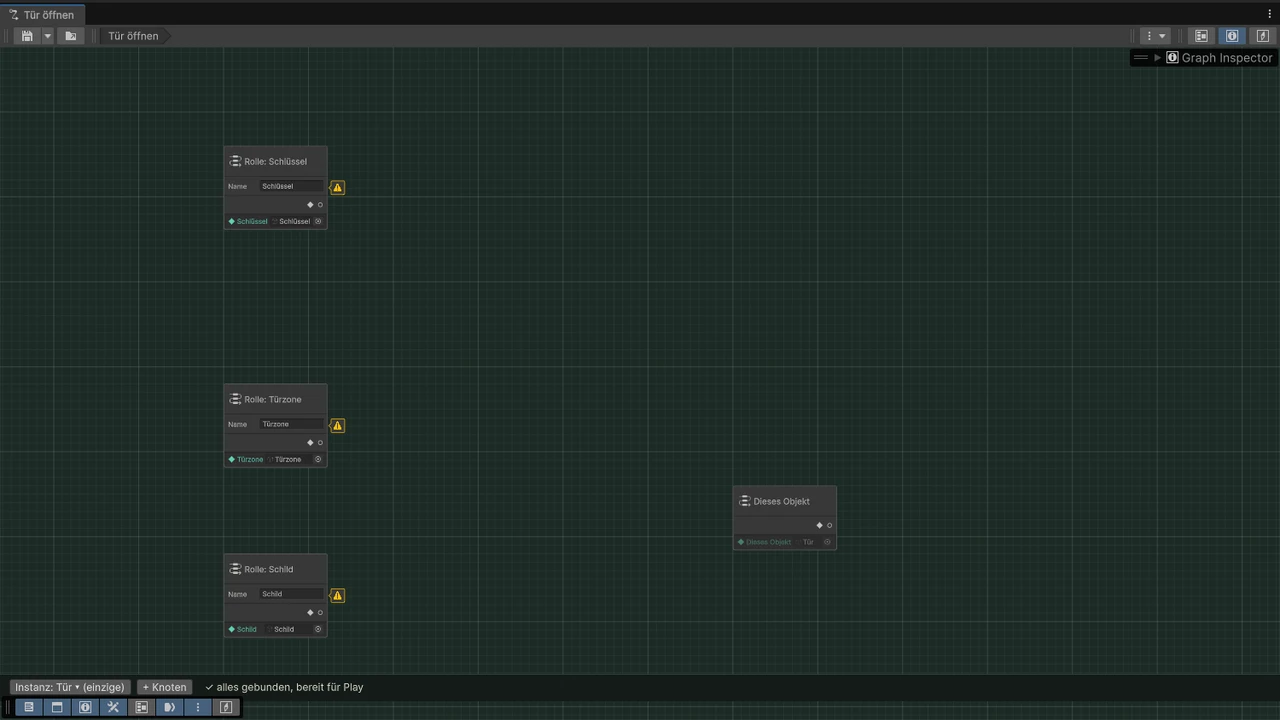 Tür öffnen
Tür öffnen
Graph Inspector
Rolle: Schlüssel
Name Schlüssel
Schlüssel Schlüssel
Rolle: Türzone
Name Türzone
Türzone Türzone
Dieses Objekt
Dieses Objekt Tür
Rolle: Schild
Name Schild
Schild Schild
Instanz: Tür ▾ (einzige) + Knoten ✓ alles gebunden, bereit für Play